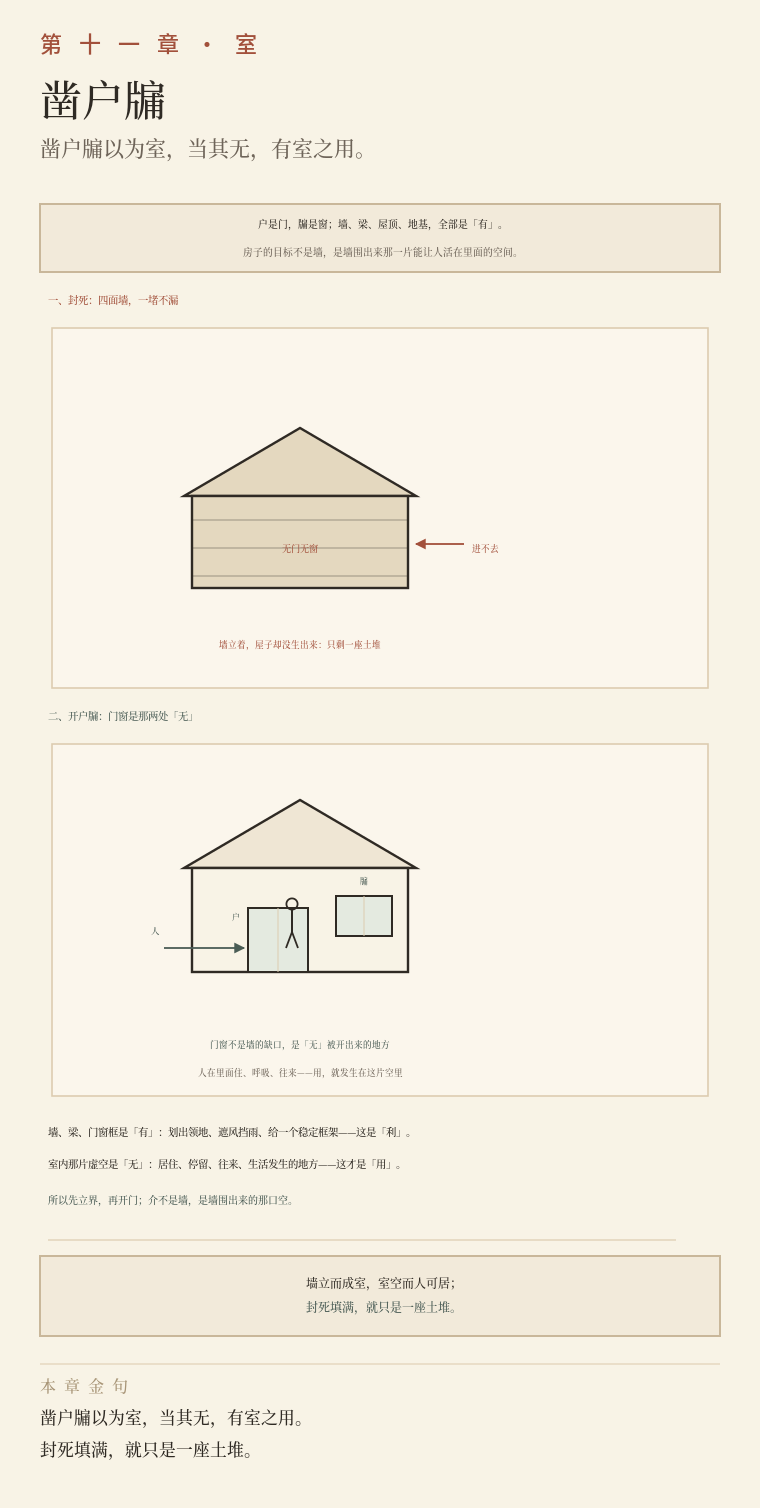 第十一章·室
凿户牖
凿户牖以为室，当其无，有室之用。
户是门，牖是窗；墙、梁、屋顶、地基，全部是「有」。
房子的目标不是墙，是墙围出来那一片能让人活在里面的空间。
一、封死：四面墙，一堵不漏
无门无窗
进不去
墙立着，屋子却没生出来：只剩一座土堆
二、开户牖：门窗是那两处「无」
牖
户
人
门窗不是墙的缺口，是「无」被开出来的地方
人在里面住、呼吸、往来——用，就发生在这片空里
墙、梁、门窗框是「有」：划出领地、遮风挡雨、给一个稳定框架——这是「利」。
室内那片虚空是「无」：居住、停留、往来、生活发生的地方——这才是「用」。
所以先立界，再开门；介不是墙，是墙围出来的那口空。
墙立而成室，室空而人可居；
封死填满，就只是一座土堆。
本章金句
凿户牖以为室，当其无，有室之用。
封死填满，就只是一座土堆。